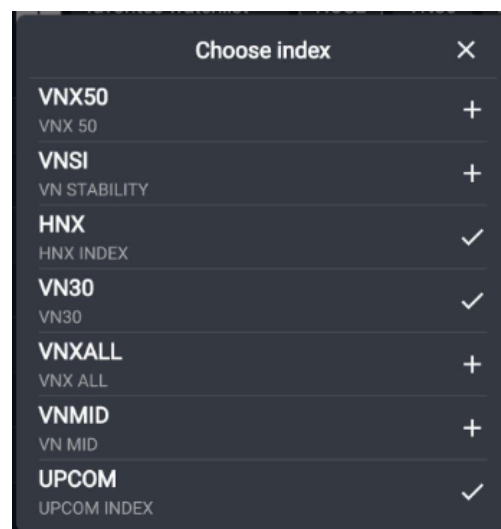 Choose index
VNX50
VNX 50
VNSI
VN STABILITY
HNX
HNX INDEX
VN30
VN30
VNXALL
VNX ALL
VNMID
VN MID
UPCOM
UPCOM INDEX